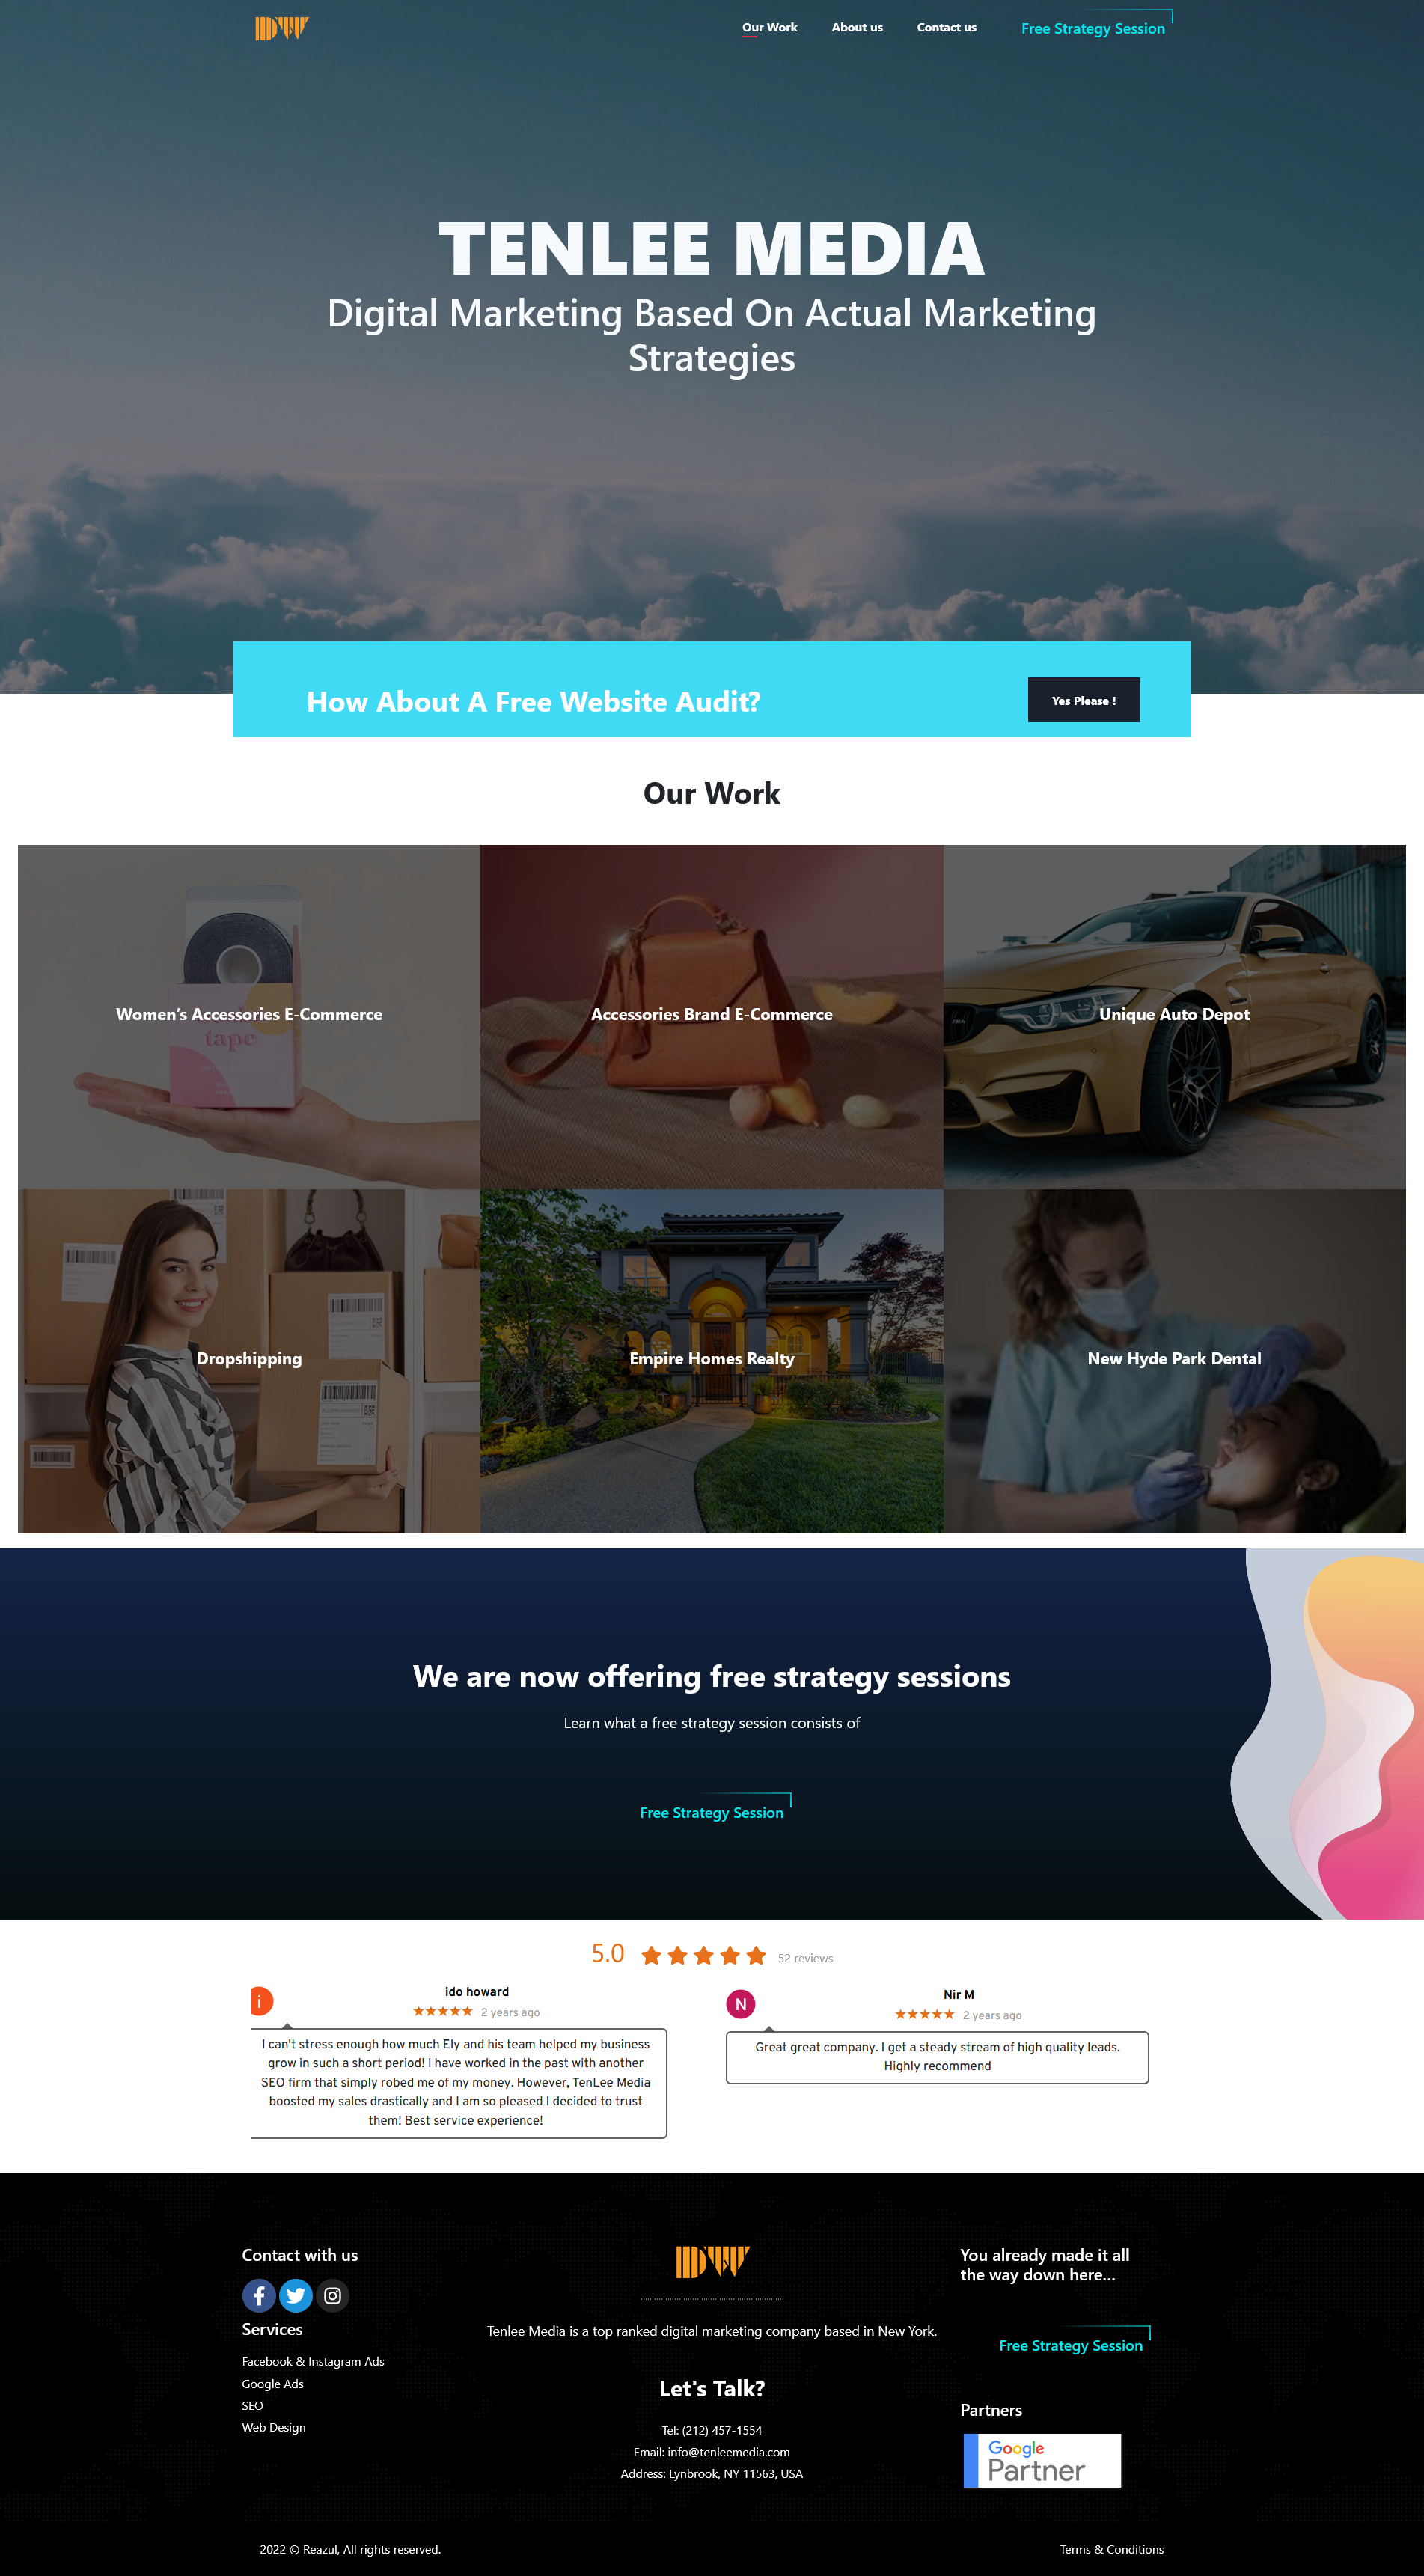 DW
Our Work
About us
Contact us
Free Strategy Session
TENLEE MEDIA
Digital Marketing Based On Actual Marketing
Strategies
How About A Free Website Audit?
Yes Please !
Our Work
Women's Accessories E-Commerce
tape
Accessories Brand E-Commerce
Unique Auto Depot
Dropshipping
Empire Homes Realty
New Hyde Park Dental
We are now offering free strategy sessions
Learn what a free strategy session consists of
Free Strategy Session
5.0
52 reviews
i
ido howard
2 years ago
I can't stress enough how much Ely and his team helped my business
grow in such a short period! I have worked in the past with another
SEO firm that simply robed me of my money. However, TenLee Media
boosted my sales drastically and I am so pleased I decided to trust
them! Best service experience!
N
Nir M
2 years ago
Great great company. I get a steady stream of high quality leads.
Highly recommend
Contact with us
Services
Facebook & Instagram Ads
Google Ads
SEO
Web Design
DW
Tenlee Media is a top ranked digital marketing company based in New York.
Let's Talk?
Tel: (212) 457-1554
Email: info@tenleemedia.com
Address: Lynbrook, NY 11563, USA
You already made it all
the way down here...
Free Strategy Session
Partners
Google
Partner
2022 © Reazul, All rights reserved.
Terms & Conditions